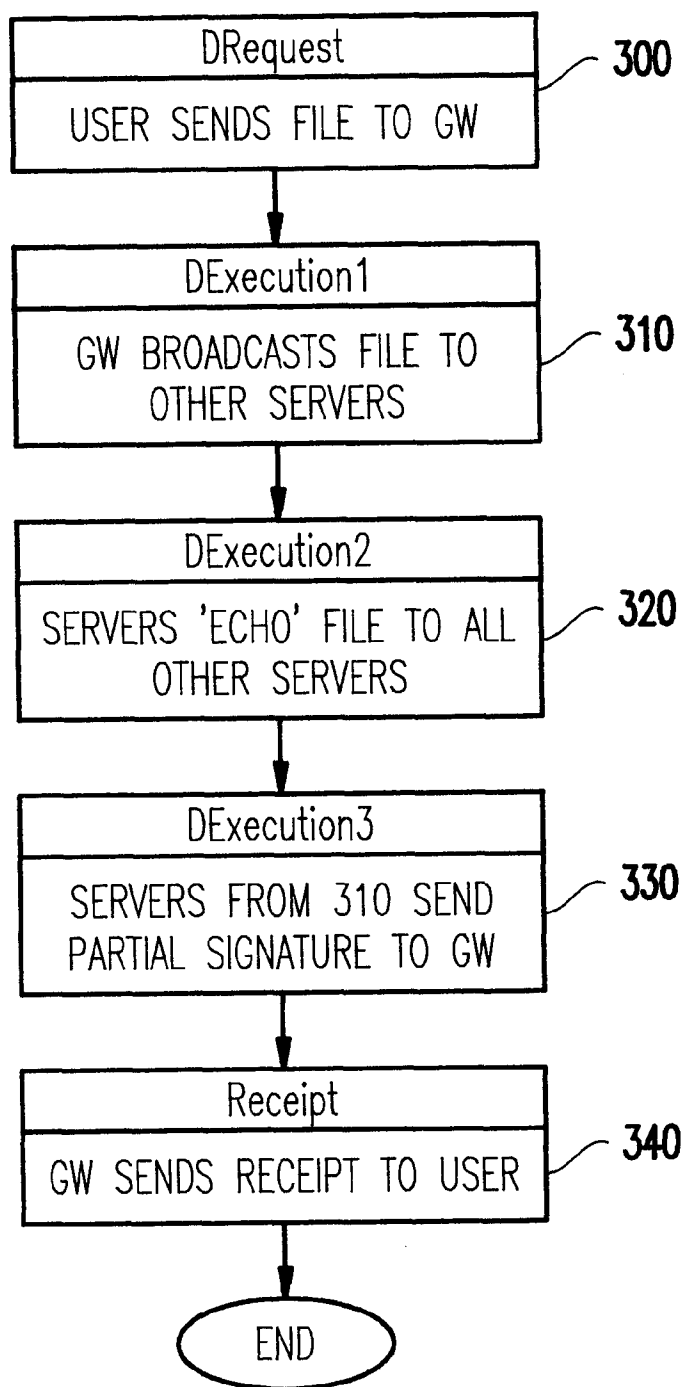 DRequest
300
USER SENDS FILE TO GW
DExecution1
310
GW BROADCASTS FILE TO
OTHER SERVERS
DExecution2
320
SERVERS 'ECHO' FILE TO ALL
OTHER SERVERS
DExecution3
330
SERVERS FROM 310 SEND
PARTIAL SIGNATURE TO GW
Receipt
340
GW SENDS RECEIPT TO USER
END